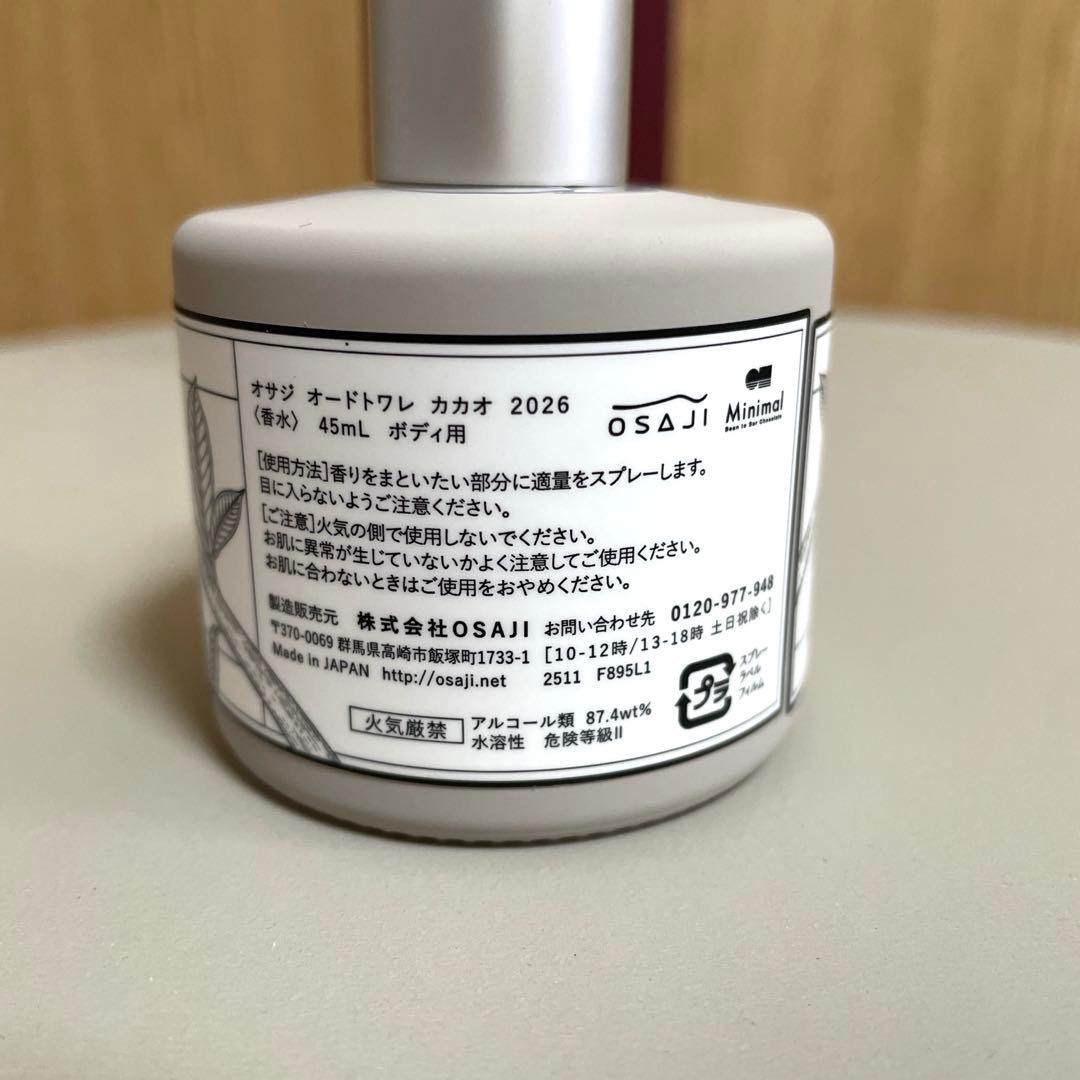 オサジ オードトワレ カカオ 2026
〈香水〉 45mL ボディ用
OSAJI
Minimal
Bean to Bar Chocolate
[使用方法]香りをまといたい部分に適量をスプレーします。
目に入らないようご注意ください。
[ご注意]火気の側で使用しないでください。
お肌に異常が生じていないかよく注意してご使用ください。
お肌に合わないときはご使用をおやめください。
製造販売元 株式会社OSAJI お問い合わせ先 0120-977-948
〒370-0069 群馬県高崎市飯塚町1733-1 [10-12時/13-18時 土日祝除く]
Made in JAPAN http://osaji.net 2511 F895L1
プラ
スプレー
ラベル
フィルム
火気厳禁
アルコール類 87.4wt%
水溶性 危険等級II